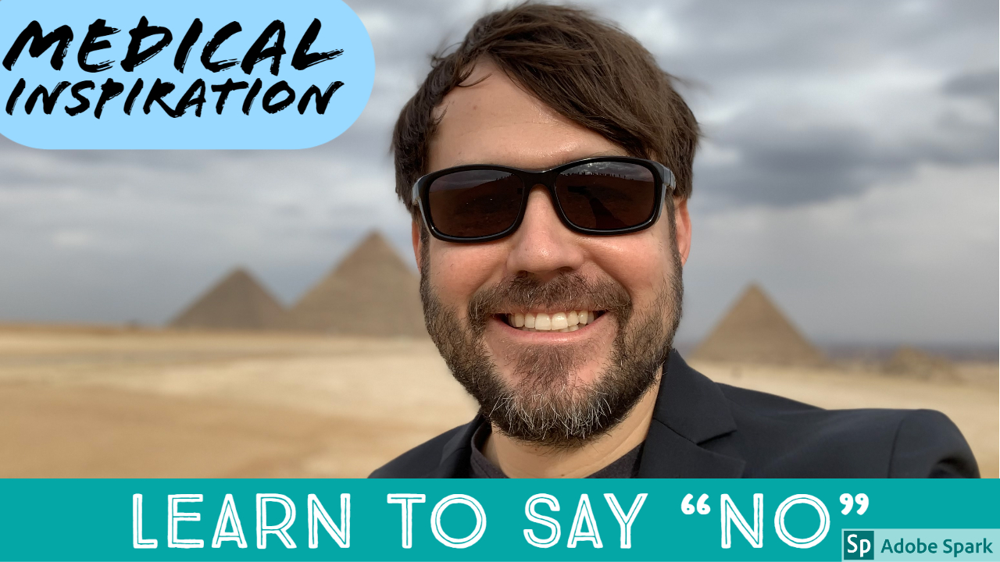 MEDICAL
INSPIRATION
LEARN TO SAY “NO”
Sp Adobe Spark